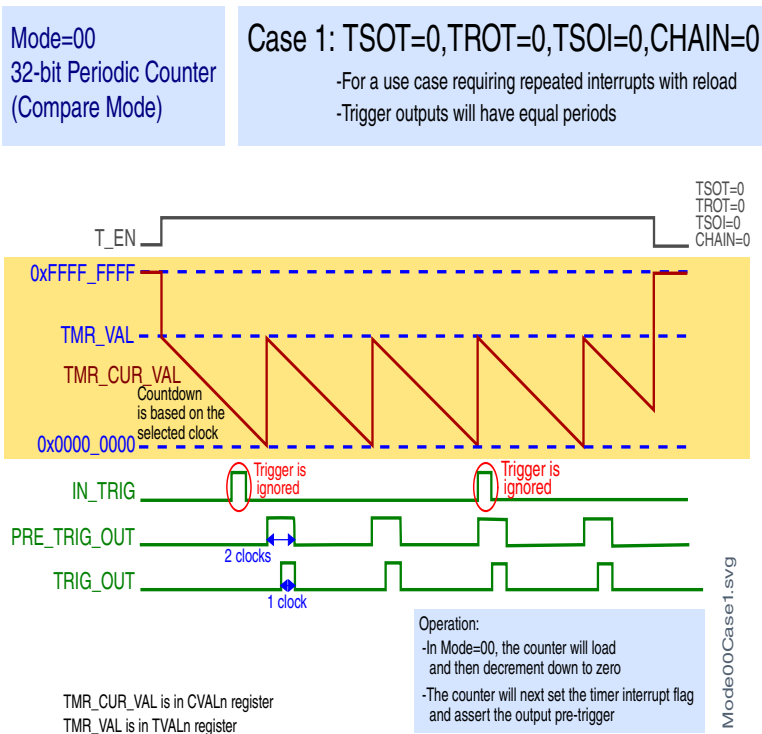 Mode=00
32-bit Periodic Counter
(Compare Mode)
Case 1: TSOT=0,TROT=0,TSOI=0,CHAIN=0
-For a use case requiring repeated interrupts with reload
-Trigger outputs will have equal periods
TSOT=0
TROT=0
TSOI=0
CHAIN=0
T_EN
0xFFFF_FFFF
TMR_VAL
TMR_CUR_VAL
Countdown
is based on the
selected clock
0x0000_0000
Trigger is
ignored
Trigger is
ignored
IN_TRIG
PRE_TRIG_OUT
2 clocks
TRIG_OUT
1 clock
Operation:
-In Mode=00, the counter will load
and then decrement down to zero
-The counter will next set the timer interrupt flag
and assert the output pre-trigger
TMR_CUR_VAL is in CVALn register
TMR_VAL is in TVALn register
Mode00Case1.svg